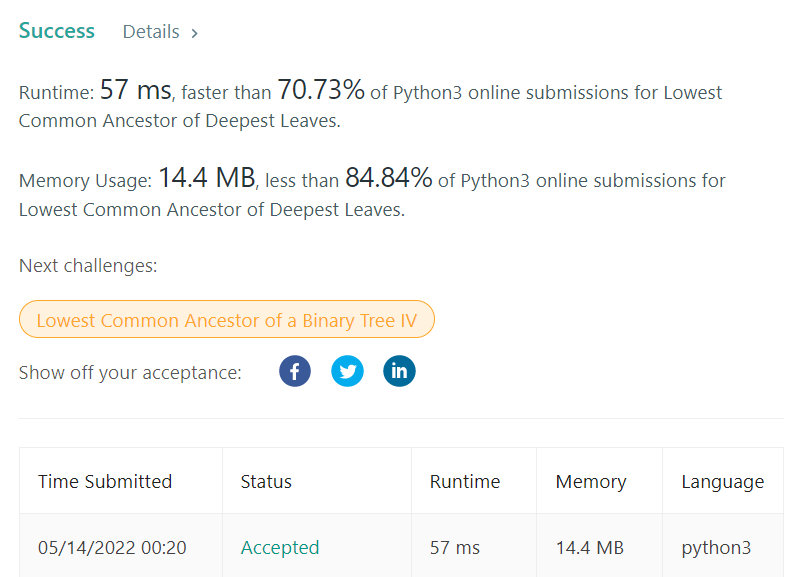 Success Details >
Runtime: 57 ms, faster than 70.73% of Python3 online submissions for Lowest
Common Ancestor of Deepest Leaves.
Memory Usage: 14.4 MB, less than 84.84% of Python3 online submissions for
Lowest Common Ancestor of Deepest Leaves.
Next challenges:
Lowest Common Ancestor of a Binary Tree IV
Show off your acceptance: f in
Time Submitted Status Runtime Memory Language
05/14/2022 00:20 Accepted 57 ms 14.4 MB python3